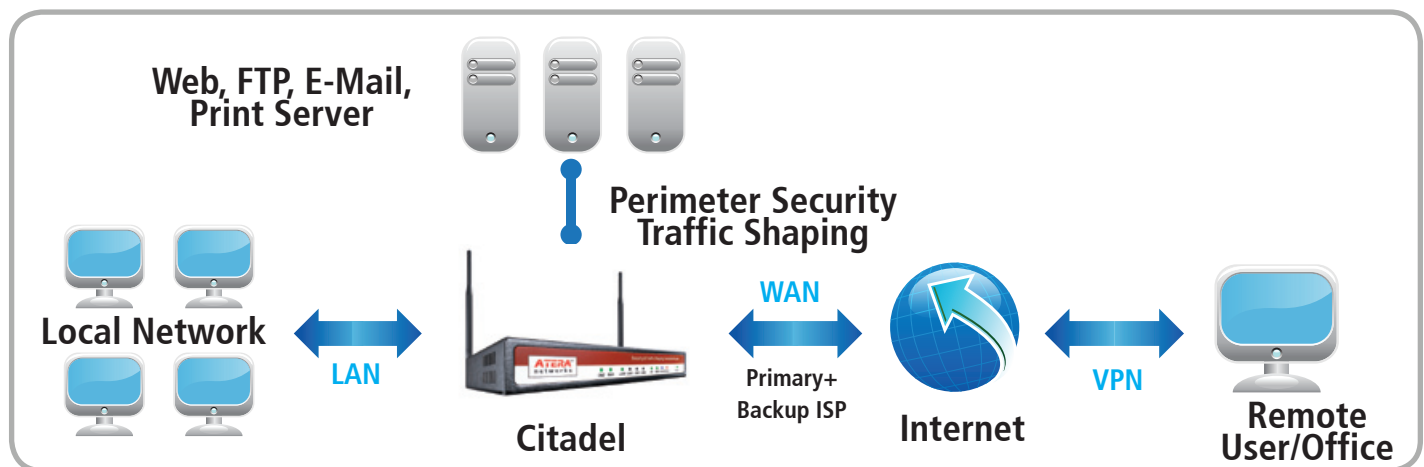 Web, FTP, E-Mail,
Print Server
Perimeter Security
Traffic Shaping
Local Network
LAN
ATERA
networks
Citadel
WAN
Primary+
Backup ISP
Internet
VPN
Remote
User/Office